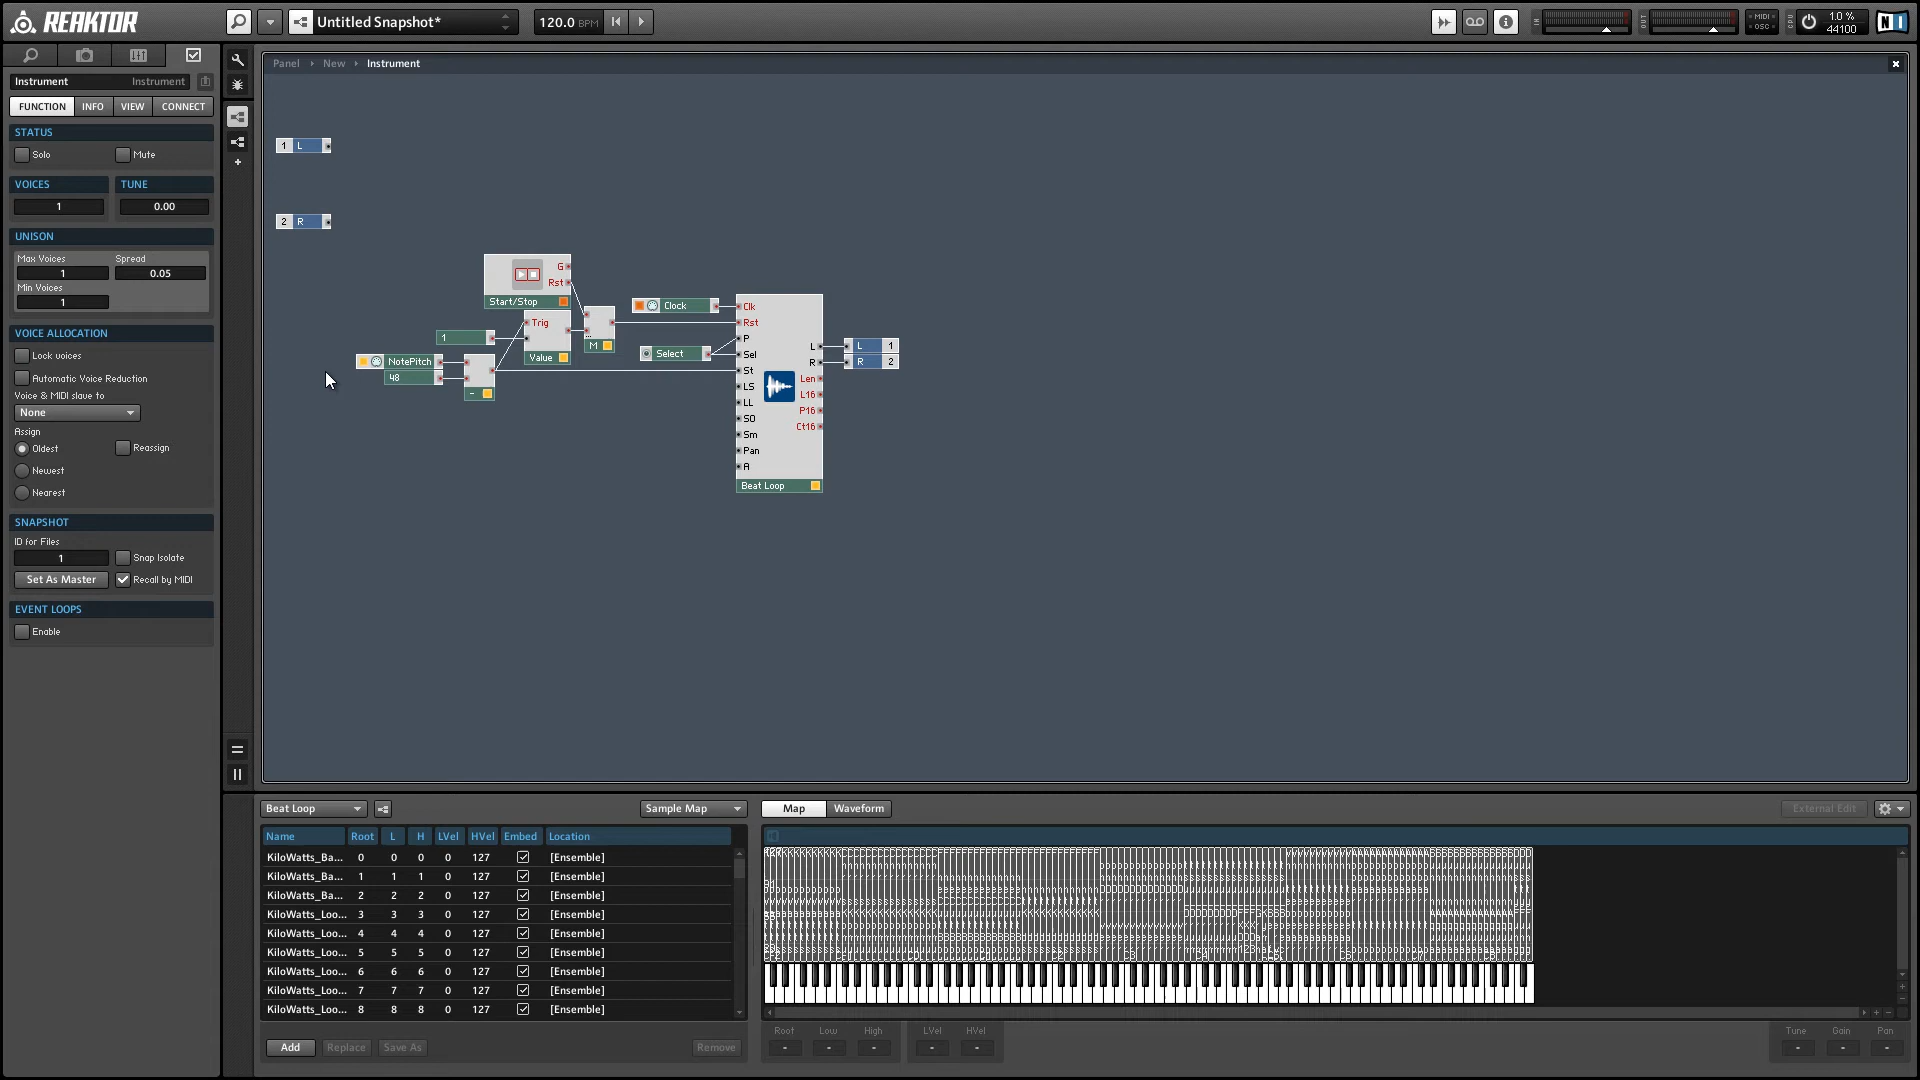 REAKTOR
Untitled Snapshot*
120.0 BPM
IN
OUT
MIDI
OSC
CPU
1.0 %
44100
Instrument Instrument
FUNCTION INFO VIEW CONNECT
STATUS
Solo Mute
VOICES TUNE
1 0.00
UNISON
Max Voices Spread
1 0.05
Min Voices
1
VOICE ALLOCATION
Lock voices
Automatic Voice Reduction
Voice & MIDI slave to
None
Assign
Oldest Reassign
Newest
Nearest
SNAPSHOT
ID for Files
1 Snap Isolate
Set As Master Recall by MIDI
EVENT LOOPS
Enable
Panel New Instrument
1 L
2 R
G
Rst
Start/Stop
Trig
Value
1
M
NotePitch
48
-
Clock
Select
Clk
Rst
P
Sel
St
LS
LL
SO
Sm
Pan
A
L
R
Len
L16
P16
Ct16
Beat Loop
L 1
R 2
Beat Loop Sample Map
Name Root L H LVel HVel Embed Location
KiloWatts_Ba... 0 0 0 0 127 [Ensemble]
KiloWatts_Ba... 1 1 1 0 127 [Ensemble]
KiloWatts_Ba... 2 2 2 0 127 [Ensemble]
KiloWatts_Loo... 3 3 3 0 127 [Ensemble]
KiloWatts_Loo... 4 4 4 0 127 [Ensemble]
KiloWatts_Loo... 5 5 5 0 127 [Ensemble]
KiloWatts_Loo... 6 6 6 0 127 [Ensemble]
KiloWatts_Loo... 7 7 7 0 127 [Ensemble]
KiloWatts_Loo... 8 8 8 0 127 [Ensemble]
Add Replace Save As Remove
Map Waveform External Edit
Root Low High LVel HVel Tune Gain Pan
- - - - - - - -